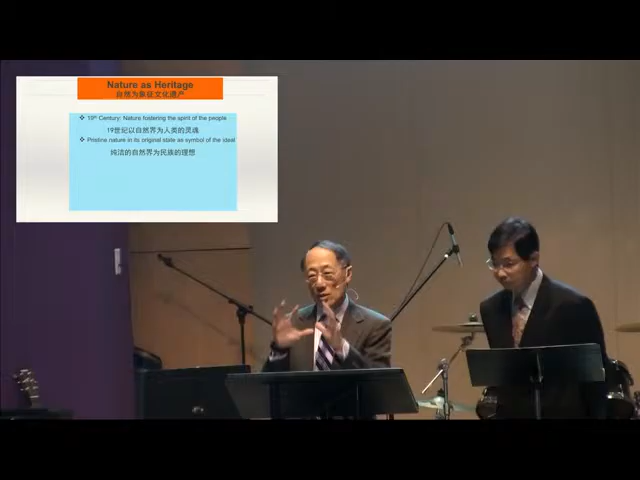 Nature as Heritage
自然为象征文化遗产
❖ 19th Century: Nature fostering the spirit of the people
19世纪以自然界为人类的灵魂
❖ Pristine nature in its original state as symbol of the ideal
纯洁的自然界为民族的理想